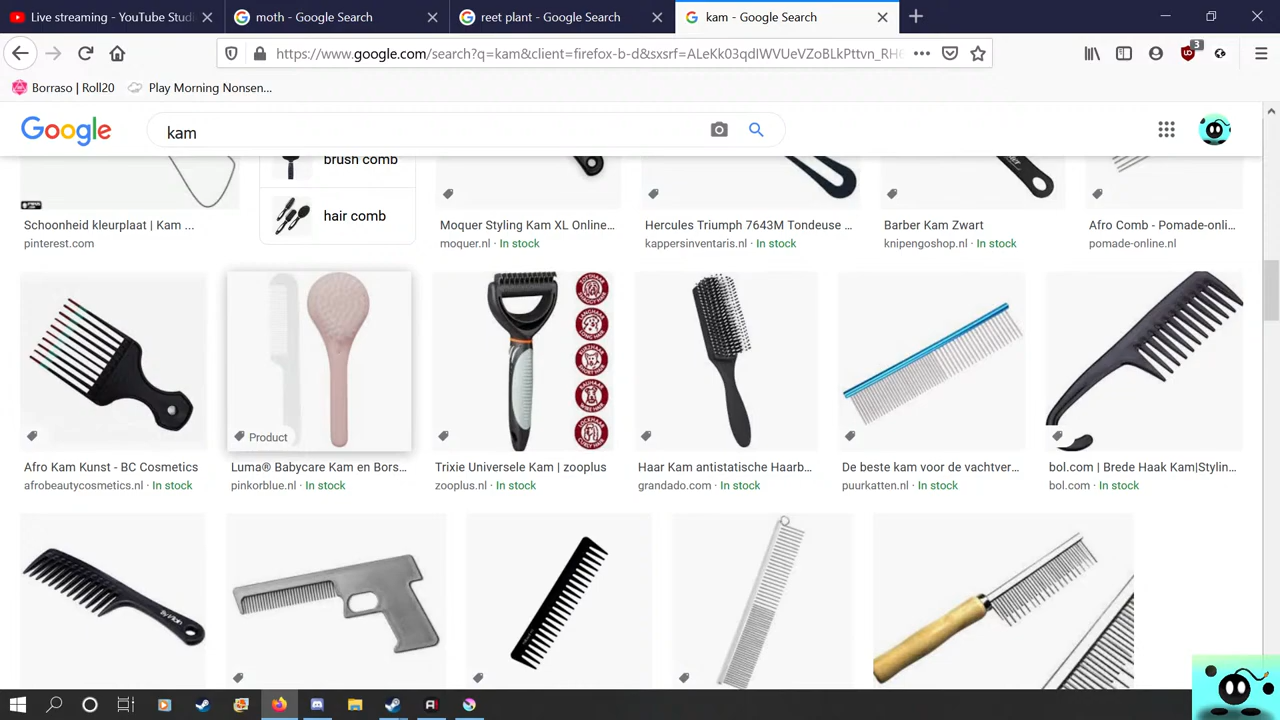 Live streaming - YouTube Studi
moth - Google Search
reet plant - Google Search
kam - Google Search
https://www.google.com/search?q=kam&client=firefox-b-d&sxsrf=ALeKk03qdIWVUeVZoBLkPttvn_RH
3
Borraso | Roll20
Play Morning Nonsen...
Google
kam
brush comb
hair comb
Schoonheid kleurplaat | Kam ...
pinterest.com
Moquer Styling Kam XL Online...
moquer.nl · In stock
Hercules Triumph 7643M Tondeuse ...
kappersinventaris.nl · In stock
Barber Kam Zwart
knipengoshop.nl · In stock
Afro Comb - Pomade-onli...
pomade-online.nl
Product
Afro Kam Kunst - BC Cosmetics
afrobeautycosmetics.nl · In stock
Luma® Babycare Kam en Bors...
pinkorblue.nl · In stock
Trixie Universele Kam | zooplus
zooplus.nl · In stock
Haar Kam antistatische Haarb...
grandado.com · In stock
De beste kam voor de vachtver...
puurkatten.nl · In stock
bol.com | Brede Haak Kam|Stylin...
bol.com · In stock